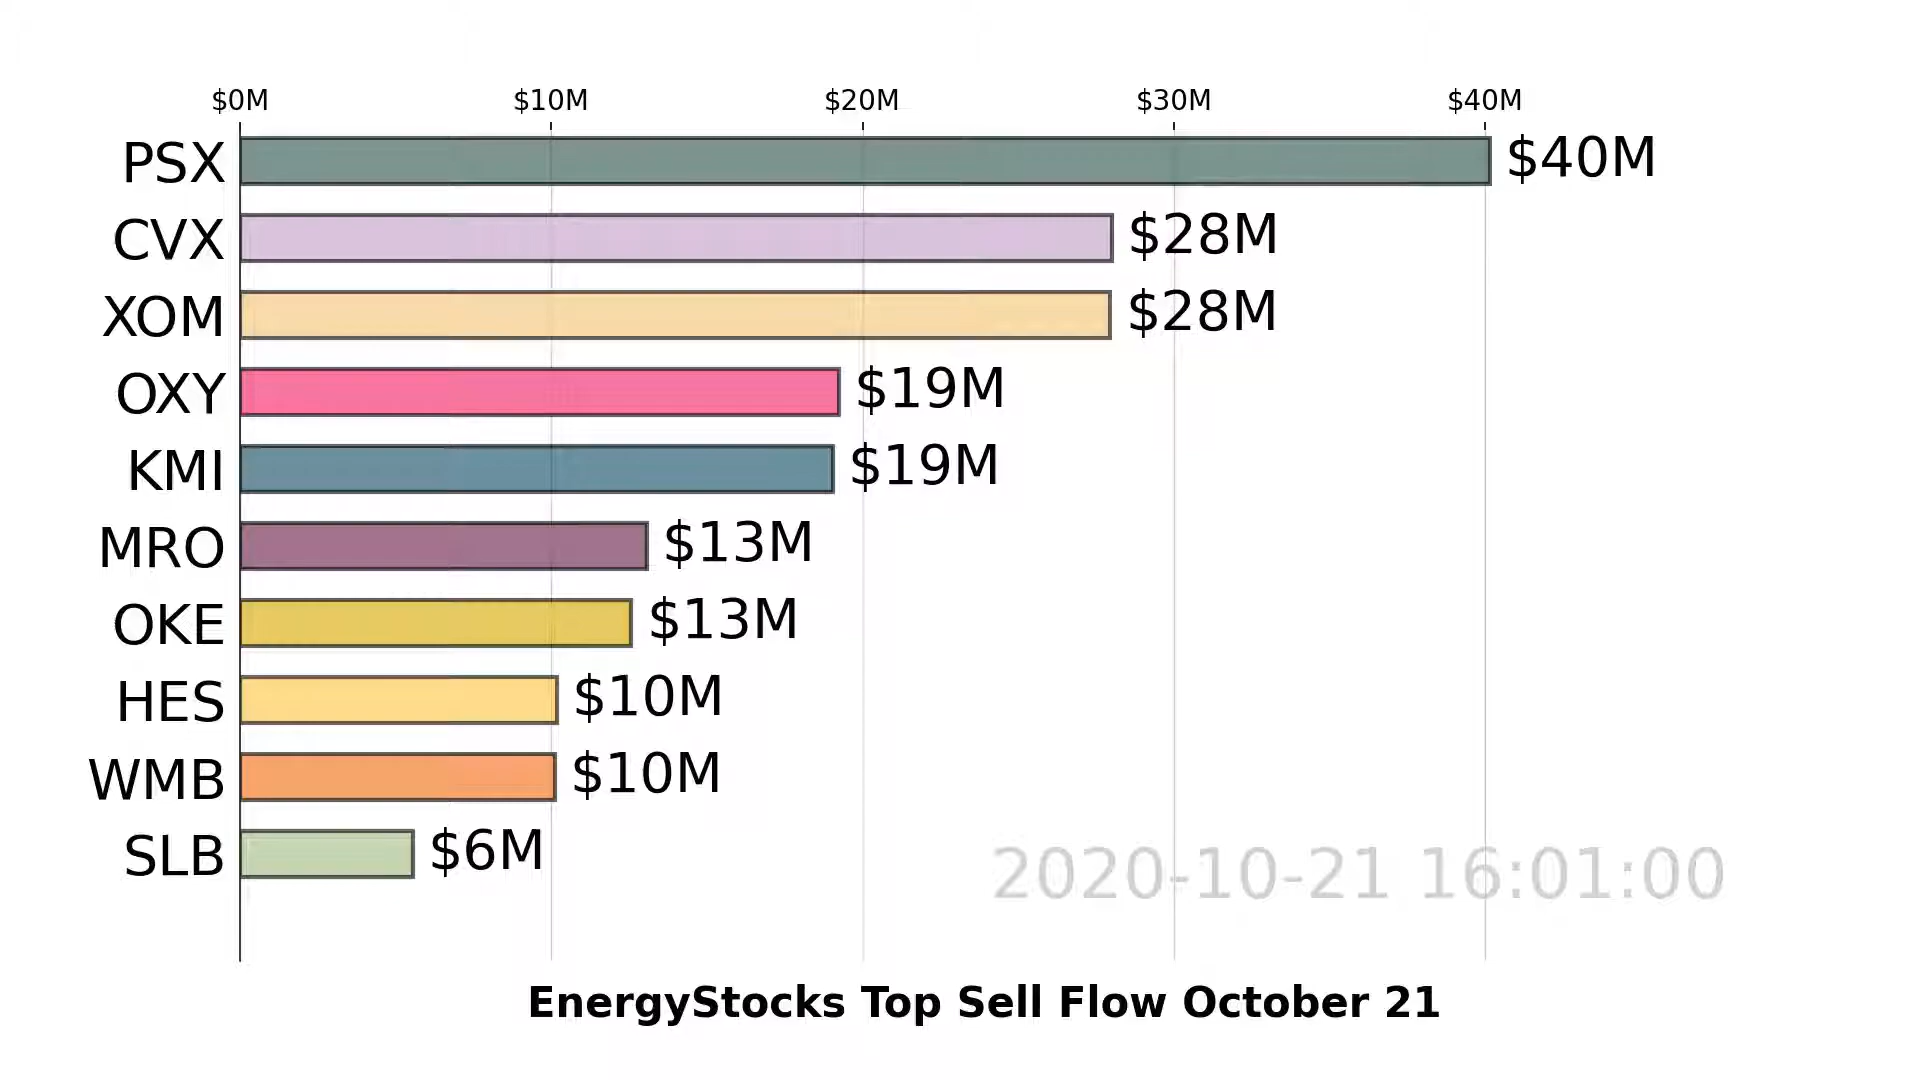 $0M $10M $20M $30M $40M
PSX $40M
CVX $28M
XOM $28M
OXY $19M
KMI $19M
MRO $13M
OKE $13M
HES $10M
WMB $10M
SLB $6M
2020-10-21 16:01:00
EnergyStocks Top Sell Flow October 21